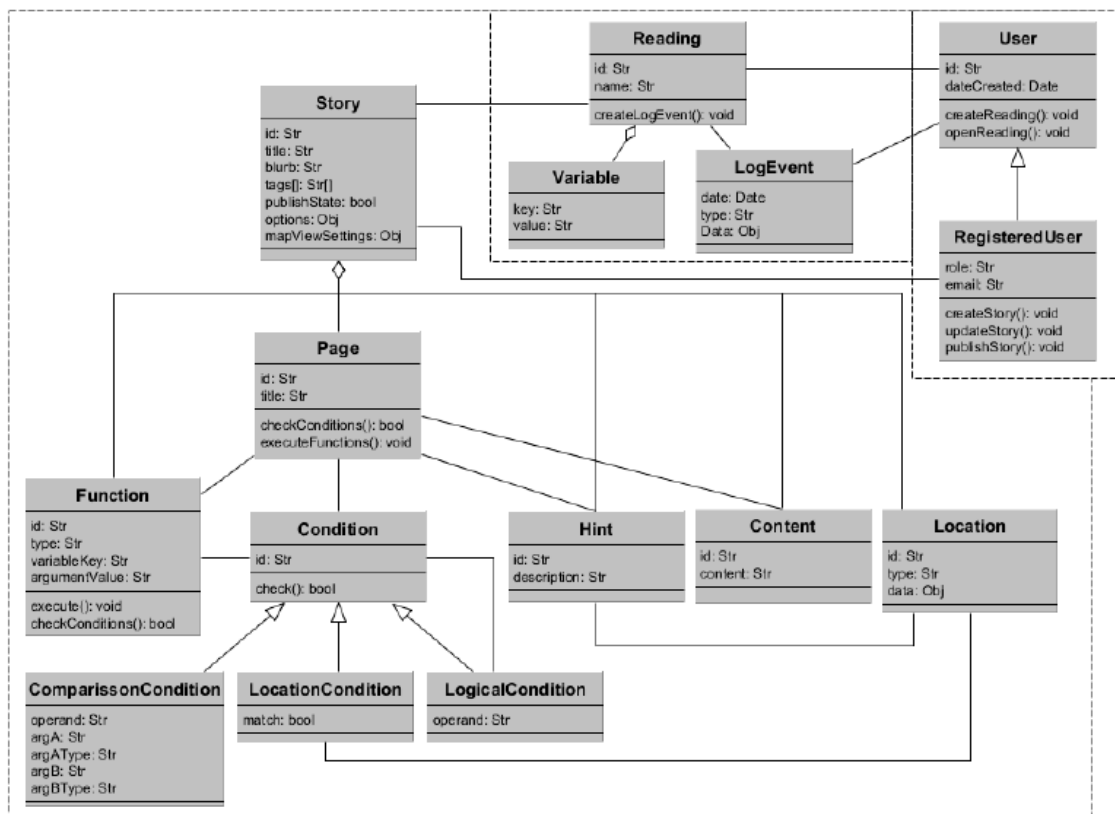 Reading
id: Str
name: Str
createLogEvent(): void
User
id: Str
dateCreated: Date
createReading(): void
openReading(): void
Story
id: Str
title: Str
blurb: Str
tags[]: Str[]
publishState: bool
options: Obj
mapViewSettings: Obj
Variable
key: Str
value: Str
LogEvent
date: Date
type: Str
Data: Obj
RegisteredUser
role: Str
email: Str
createStory(): void
updateStory(): void
publishStory(): void
Page
id: Str
title: Str
checkConditions(): bool
executeFunctions(): void
Function
id: Str
type: Str
variableKey: Str
argumentValue: Str
execute(): void
checkConditions(): bool
Condition
id: Str
check(): bool
Hint
id: Str
description: Str
Content
id: Str
content: Str
Location
id: Str
type: Str
data: Obj
ComparissonCondition
operand: Str
argA: Str
argAType: Str
argB: Str
argBType: Str
LocationCondition
match: bool
LogicalCondition
operand: Str